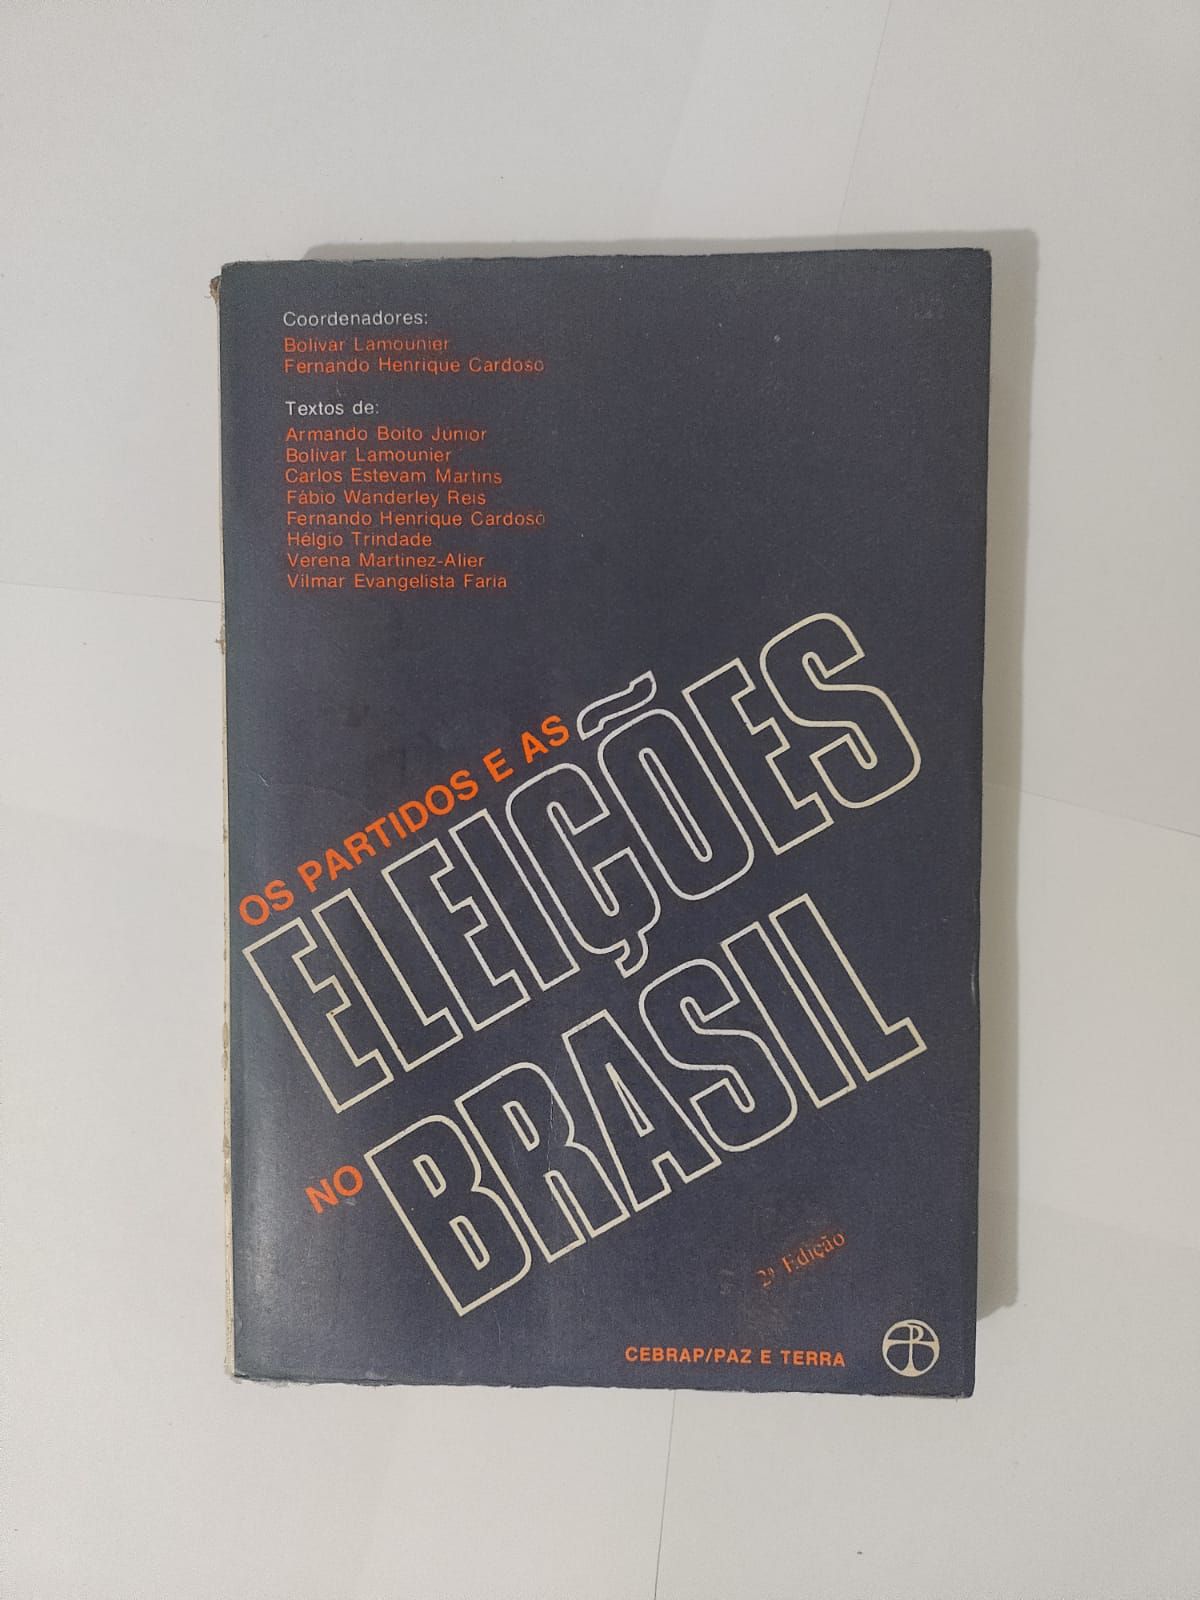 Coordenadores:
Bolivar Lamounier
Fernando Henrique Cardoso
Textos de:
Armando Boito Júnior
Bolívar Lamounier
Carlos Estevam Martins
Fábio Wanderley Reis
Fernando Henrique Cardoso
Hélgio Trindade
Verena Martinez-Alier
Vilmar Evangelista Faria
OS PARTIDOS E AS
ELEIÇÕES
NO BRASIL
2ª Edição
CEBRAP/PAZ E TERRA